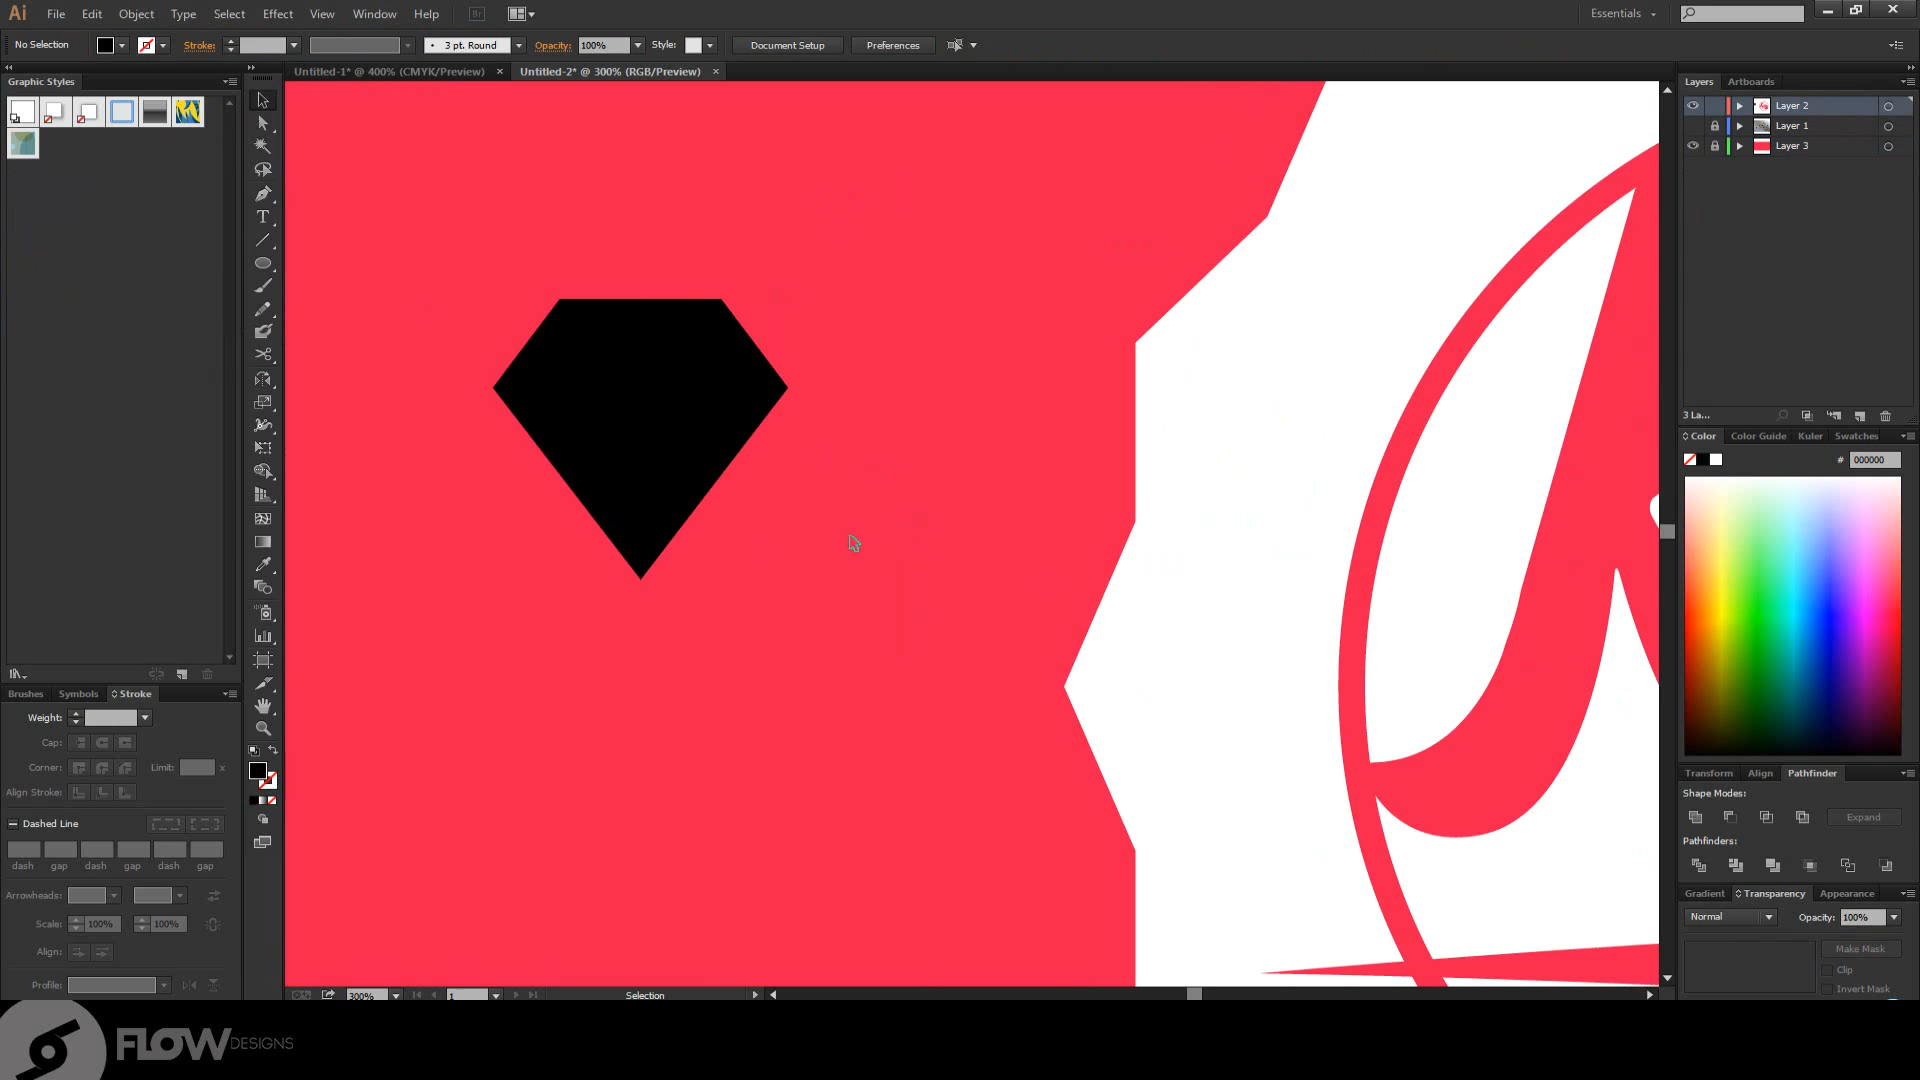 Ai File Edit Object Type Select Effect View Window Help Br Essentials
No Selection Stroke: 3 pt. Round Opacity: 100% Style: Document Setup Preferences
Graphic Styles
Untitled-1* @ 400% (CMYK/Preview) × Untitled-2* @ 300% (RGB/Preview) ×
Layers Artboards
Layer 2
Layer 1
Layer 3
3 La...
Color Color Guide Kuler Swatches
# 000000
Brushes Symbols Stroke
Weight:
Cap:
Corner: Limit: x
Align Stroke:
Dashed Line
dash gap dash gap dash gap
Arrowheads:
Scale: 100% 100%
Align:
Profile:
Transform Align Pathfinder
Shape Modes:
Expand
Pathfinders:
Gradient Transparency Appearance
Normal Opacity: 100%
Make Mask
Clip
Invert Mask
300% 1 Selection
FLOWDESIGNS